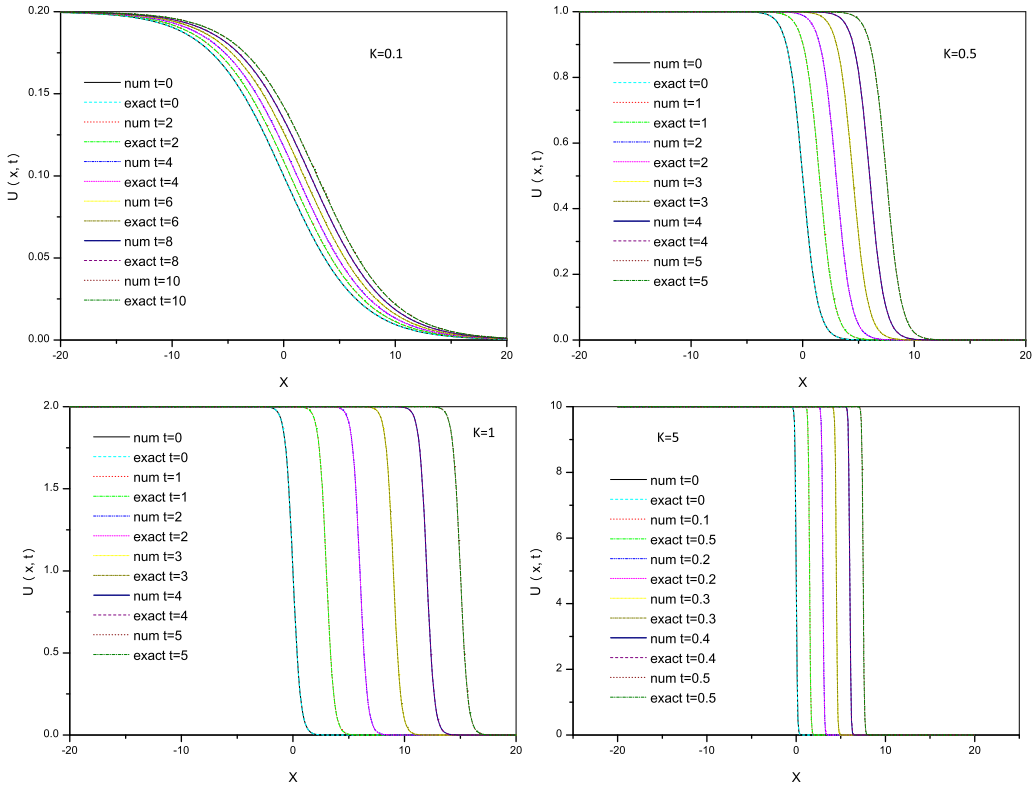 0.20
0.15
0.10
0.05
0.00
-20
-10
0
10
20
U ( x, t )
X
K=0.1
num t=0
exact t=0
num t=2
exact t=2
num t=4
exact t=4
num t=6
exact t=6
num t=8
exact t=8
num t=10
exact t=10
1.0
0.8
0.6
0.4
0.2
0.0
-20
-10
0
10
20
U ( x, t )
X
K=0.5
num t=0
exact t=0
num t=1
exact t=1
num t=2
exact t=2
num t=3
exact t=3
num t=4
exact t=4
num t=5
exact t=5
2.0
1.5
1.0
0.5
0.0
-20
-10
0
10
20
U ( x, t )
X
K=1
num t=0
exact t=0
num t=1
exact t=1
num t=2
exact t=2
num t=3
exact t=3
num t=4
exact t=4
num t=5
exact t=5
10
8
6
4
2
0
-20
-10
0
10
20
U ( x, t )
X
K=5
num t=0
exact t=0
num t=0.1
exact t=0.5
num t=0.2
exact t=0.2
num t=0.3
exact t=0.3
num t=0.4
exact t=0.4
num t=0.5
exact t=0.5